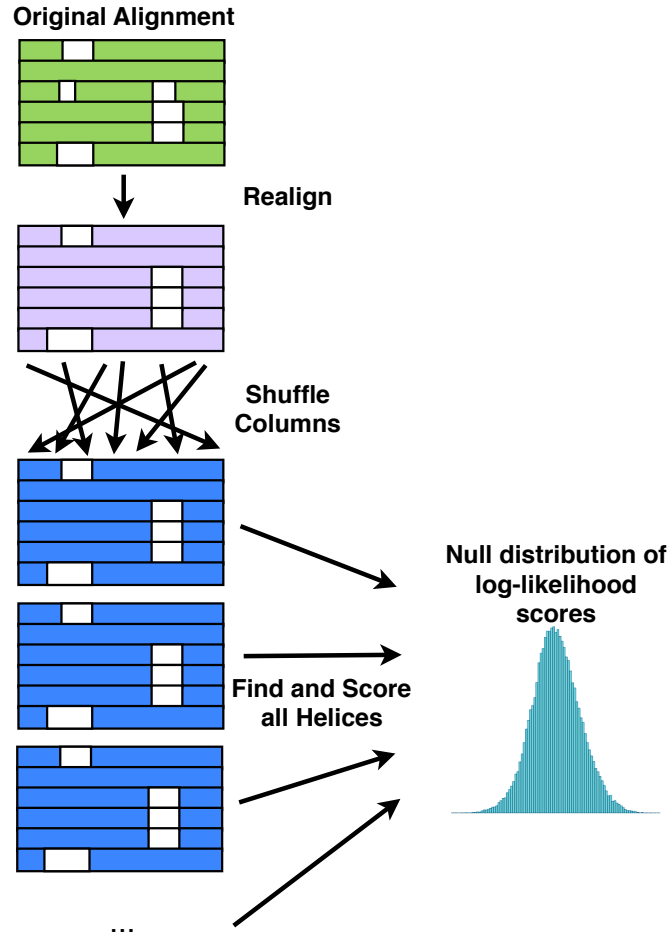 Original Alignment
Realign
Shuffle
Columns
Null distribution of
log-likelihood
scores
Find and Score
all Helices
...